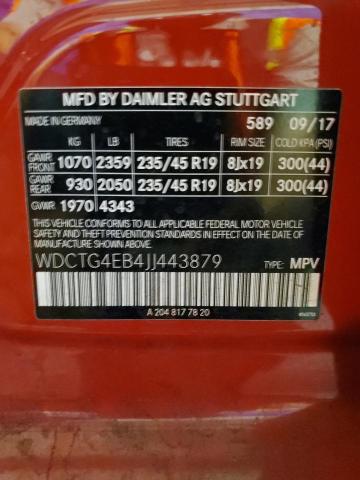 MFD BY DAIMLER AG STUTTGART
MADE IN GERMANY 589 09/17
KG LB TIRES RIM SIZE COLD KPA (PSI)
GAWR FRONT 1070 2359 235/45 R19 8Jx19 300(44)
GAWR REAR 930 2050 235/45 R19 8Jx19 300(44)
GVWR 1970 4343
THIS VEHICLE CONFORMS TO ALL APPLICABLE FEDERAL MOTOR VEHICLE
SAFETY, BUMPER, AND THEFT PREVENTION STANDARDS IN EFFECT
ON THE DATE OF MANUFACTURE SHOWN ABOVE.
WDCTG4EB4JJ443879
TYPE: MPV
A 204 817 78 20